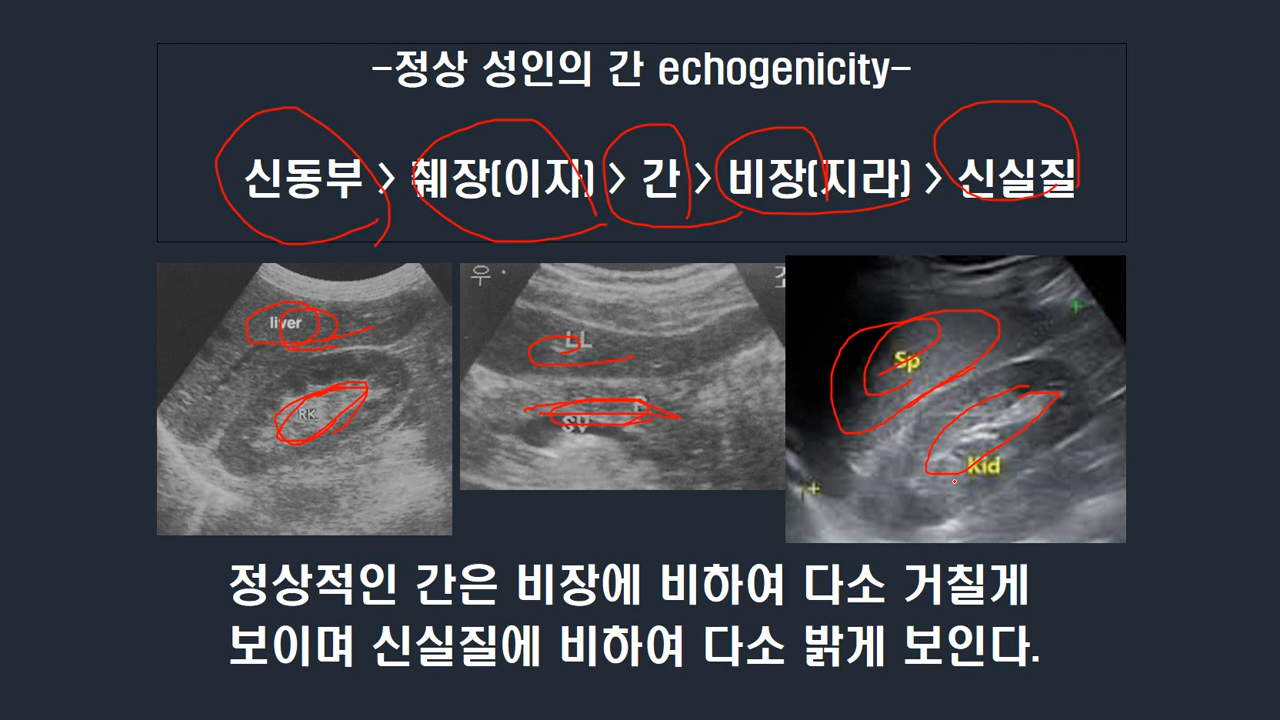 -정상 성인의 간 echogenicity-
신동부 > 췌장(이자) > 간 > 비장(지라) > 신실질
우·
liver
LL
Sp
RK
SV
Kid
정상적인 간은 비장에 비하여 다소 거칠게
보이며 신실질에 비하여 다소 밝게 보인다.